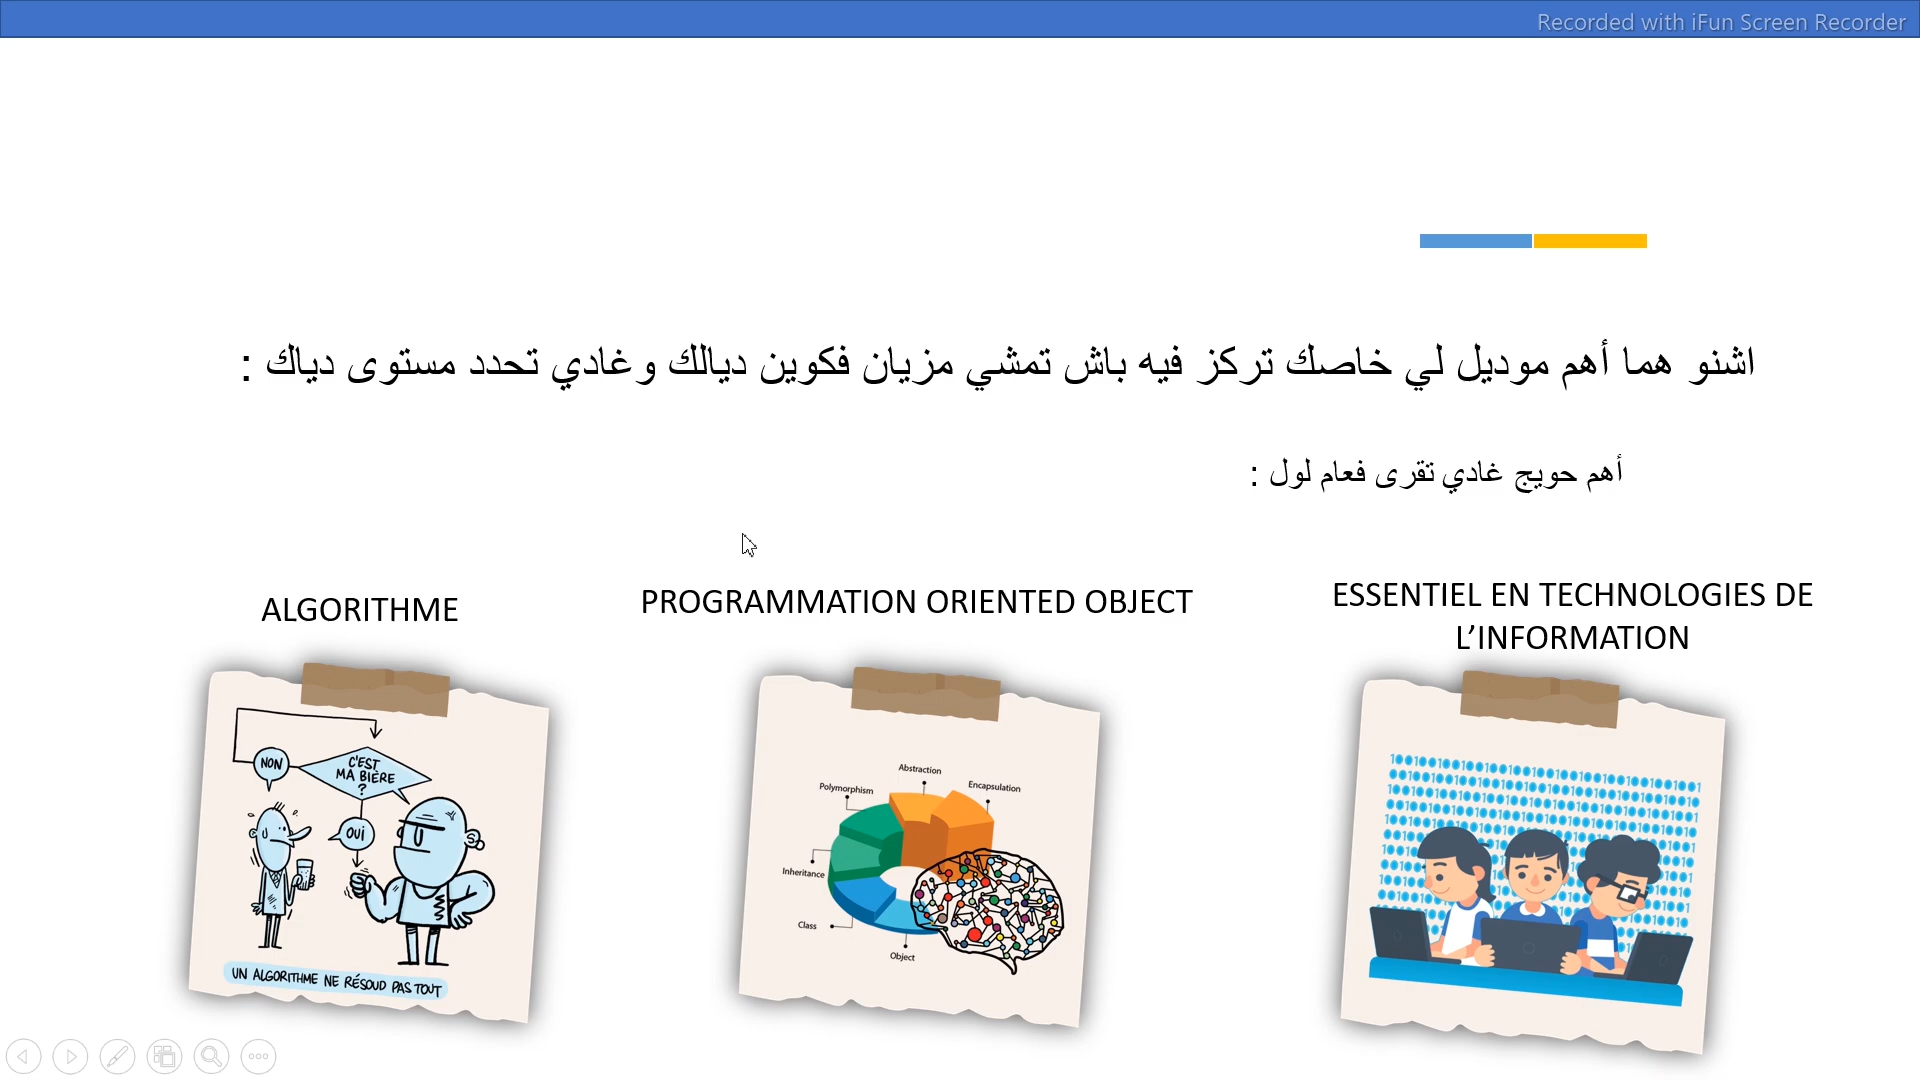 Recorded with iFun Screen Recorder
اشنو هما أهم موديل لي خاصك تركز فيه باش تمشي مزيان فكوين ديالك وغادي تحدد مستوى دياك :
أهم حويج غادي تقرى فعام لول :
ALGORITHME
PROGRAMMATION ORIENTED OBJECT
ESSENTIEL EN TECHNOLOGIES DE
L’INFORMATION
NON
C'EST
MA BIÈRE
?
OUI
UN ALGORITHME NE RÉSOUD PAS TOUT
Abstraction
Polymorphism
Encapsulation
Inheritance
Class
Object